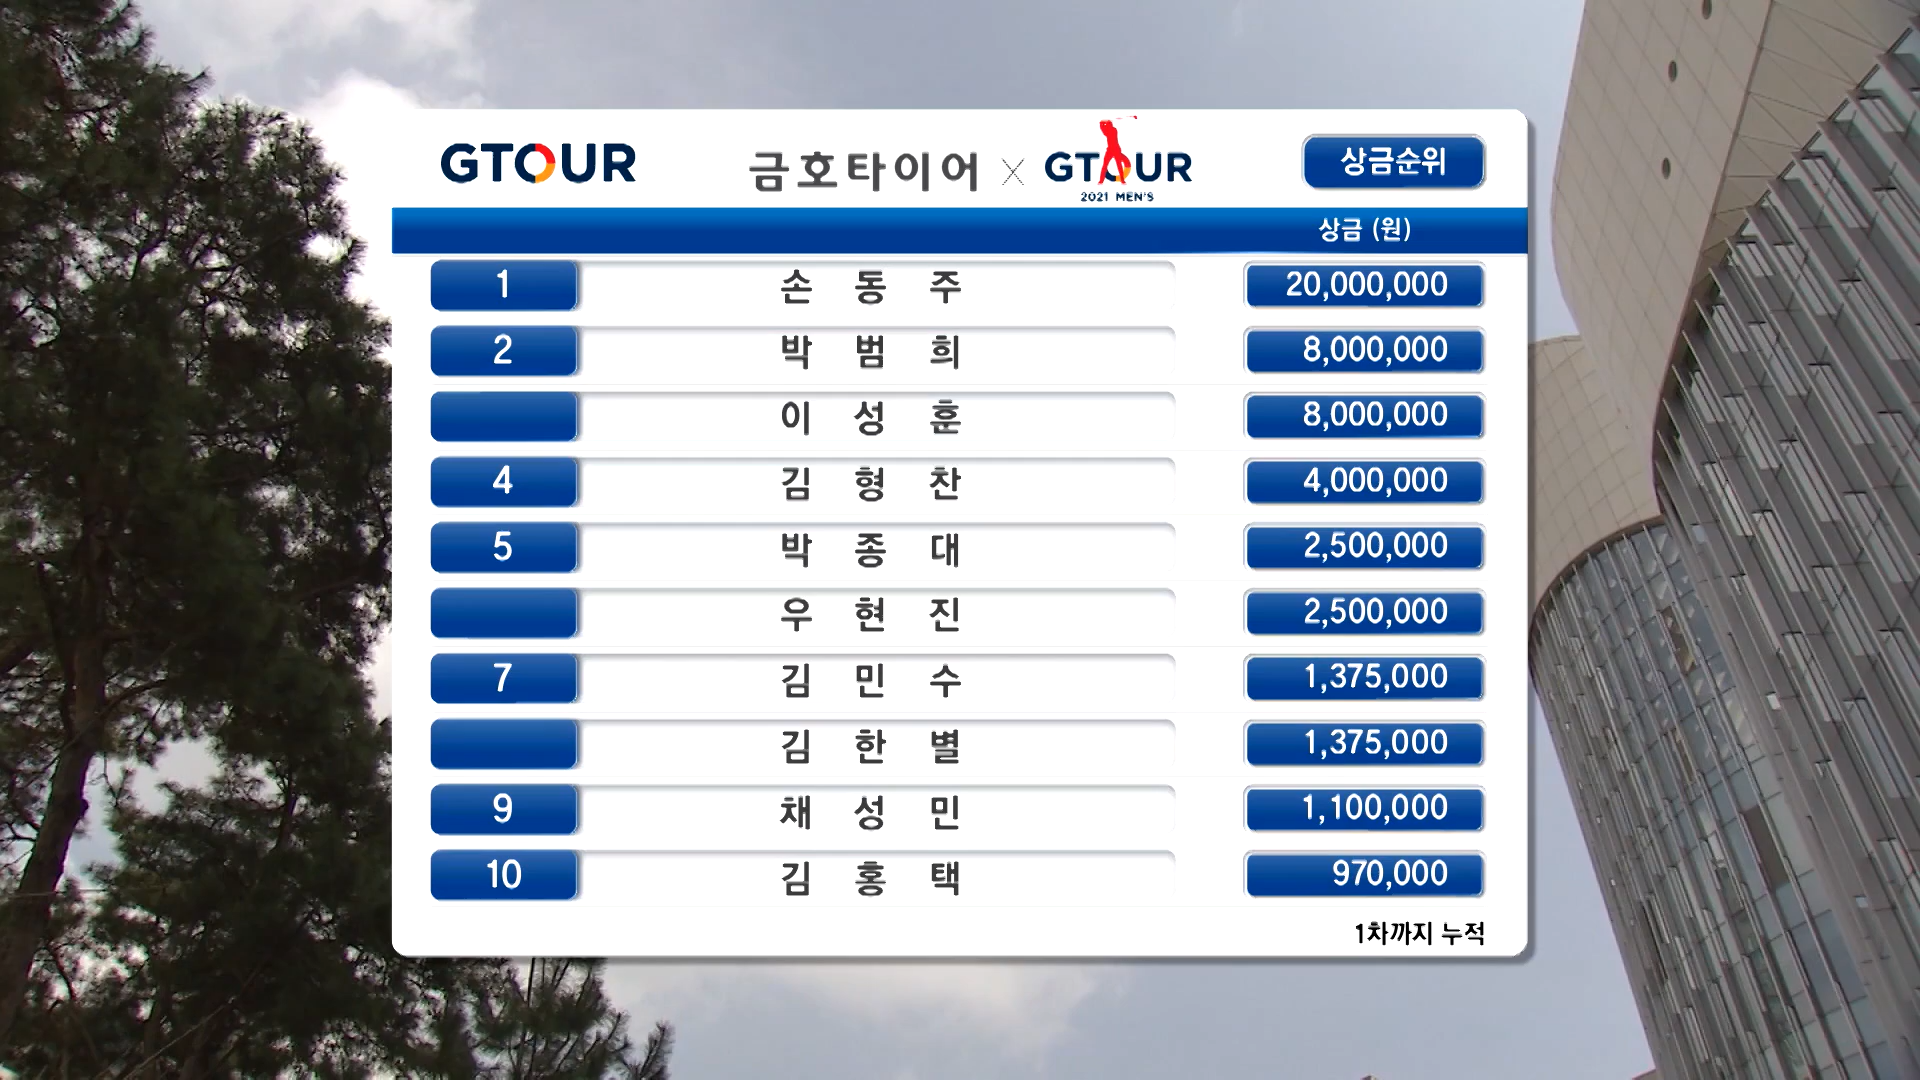 GTOUR 금호타이어 X GTOUR 상금순위
2021 MEN'S
상금 (원)
1 손 동 주 20,000,000
2 박 범 희 8,000,000
이 성 훈 8,000,000
4 김 형 찬 4,000,000
5 박 종 대 2,500,000
우 현 진 2,500,000
7 김 민 수 1,375,000
김 한 별 1,375,000
9 채 성 민 1,100,000
10 김 홍 택 970,000
1차까지 누적